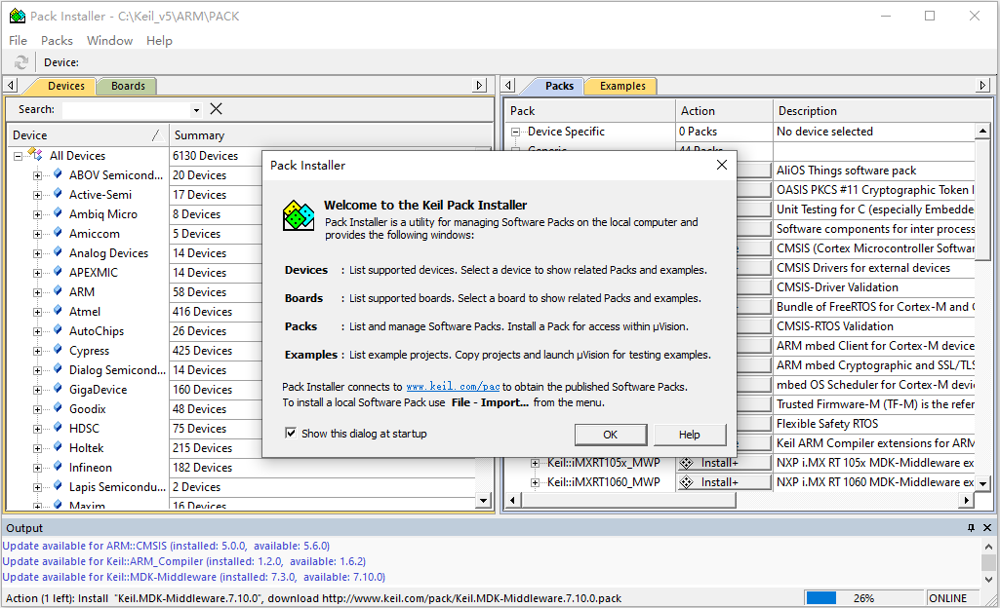 Pack Installer - C:\Keil_v5\ARM\PACK
File Packs Window Help
Device:
Devices Boards
Search:
Device Summary
All Devices 6130 Devices
ABOV Semicond... 20 Devices
Active-Semi 17 Devices
Ambiq Micro 8 Devices
Amiccom 5 Devices
Analog Devices 14 Devices
APEXMIC 14 Devices
ARM 58 Devices
Atmel 416 Devices
AutoChips 26 Devices
Cypress 425 Devices
Dialog Semicond... 14 Devices
GigaDevice 160 Devices
Goodix 48 Devices
HDSC 75 Devices
Holtek 215 Devices
Infineon 182 Devices
Lapis Semicondu... 2 Devices
Maxim 16 Devices
Packs Examples
Pack Action Description
Device Specific 0 Packs No device selected
Generic 44 Packs
AliOS Things software pack
OASIS PKCS #11 Cryptographic Token I
Unit Testing for C (especially Embedde
Software components for inter process
CMSIS (Cortex Microcontroller Softwar
CMSIS Drivers for external devices
CMSIS-Driver Validation
Bundle of FreeRTOS for Cortex-M and C
CMSIS-RTOS Validation
ARM mbed Client for Cortex-M device
ARM mbed Cryptographic and SSL/TLS
mbed OS Scheduler for Cortex-M devi
Trusted Firmware-M (TF-M) is the refer
Flexible Safety RTOS
Keil ARM Compiler extensions for ARM
Keil::iMXRT105x_MWP Install+ NXP i.MX RT 105x MDK-Middleware ex
Keil::iMXRT1060_MWP Install+ NXP i.MX RT 1060 MDK-Middleware ex
Pack Installer
Welcome to the Keil Pack Installer
Pack Installer is a utility for managing Software Packs on the local computer and
provides the following windows:
Devices : List supported devices. Select a device to show related Packs and examples.
Boards : List supported boards. Select a board to show related Packs and examples.
Packs : List and manage Software Packs. Install a Pack for access within µVision.
Examples : List example projects. Copy projects and launch µVision for testing examples.
Pack Installer connects to www.keil.com/pac to obtain the published Software Packs.
To install a local Software Pack use File - Import... from the menu.
Show this dialog at startup
OK Help
Output
Update available for ARM::CMSIS (installed: 5.0.0, available: 5.6.0)
Update available for Keil::ARM_Compiler (installed: 1.2.0, available: 1.6.2)
Update available for Keil::MDK-Middleware (installed: 7.3.0, available: 7.10.0)
Action (1 left): Install "Keil.MDK-Middleware.7.10.0", download http://www.keil.com/pack/Keil.MDK-Middleware.7.10.0.pack
26% ONLINE